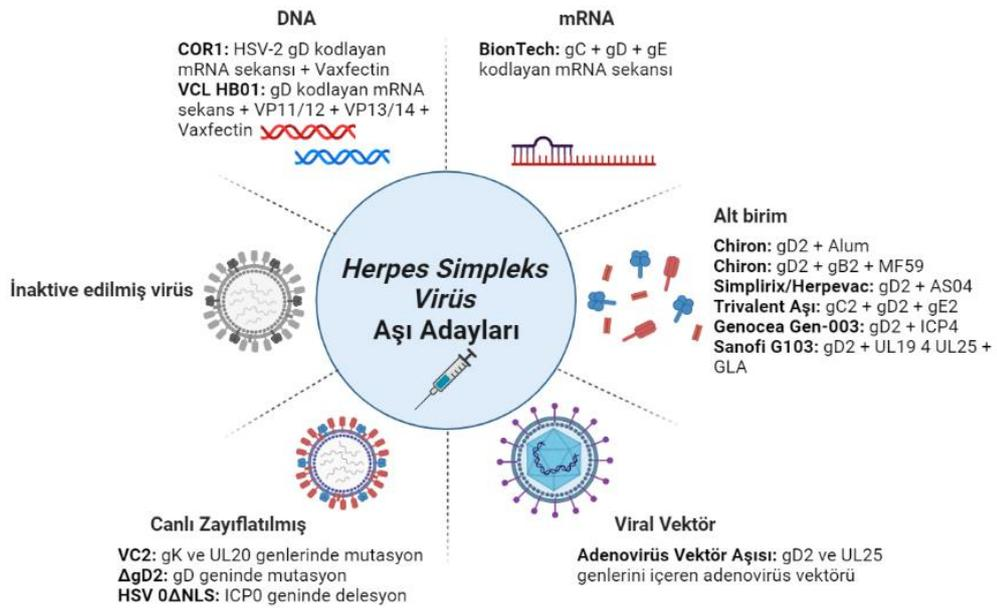 DNA
COR1: HSV-2 gD kodlayan
mRNA sekansı + Vaxfectin
VCL HB01: gD kodlayan mRNA
sekans + VP11/12 + VP13/14 +
Vaxfectin
mRNA
BionTech: gC + gD + gE
kodlayan mRNA sekansı
Alt birim
Chiron: gD2 + Alum
Chiron: gD2 + gB2 + MF59
Simplirix/Herpevac: gD2 + AS04
Trivalent Aşı: gC2 + gD2 + gE2
Genocea Gen-003: gD2 + ICP4
Sanofi G103: gD2 + UL19 4 UL25 +
GLA
İnaktive edilmiş virüs
Herpes Simpleks
Virüs
Aşı Adayları
Canlı Zayıflatılmış
VC2: gK ve UL20 genlerinde mutasyon
ΔgD2: gD geninde mutasyon
HSV 0ΔNLS: ICP0 geninde delesyon
Viral Vektör
Adenovirüs Vektör Aşısı: gD2 ve UL25
genlerini içeren adenovirüs vektörü